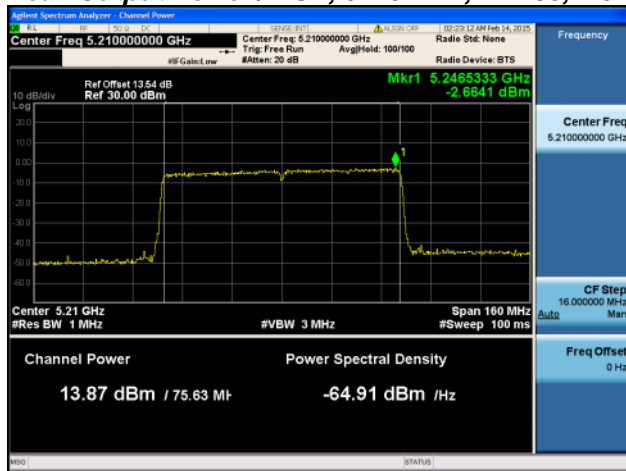 Agilent Spectrum Analyzer - Channel Power
RL RF 50 Ω DC SENSE:INT ALIGN OFF 02:23:12 AM Feb 14, 2015
Center Freq 5.210000000 GHz
Center Freq: 5.210000000 GHz
Radio Std: None
Trig: Free Run Avg|Hold: 100/100
#IFGain:Low #Atten: 20 dB Radio Device: BTS
Frequency
Ref Offset 13.54 dB
10 dB/div Ref 30.00 dBm
Mkr1 5.2465333 GHz
-2.6641 dBm
Log
20.0
10.0
0.00
-10.0
-20.0
-30.0
-40.0
-50.0
-60.0
1
Center 5.21 GHz Span 160 MHz
#Res BW 1 MHz #VBW 3 MHz #Sweep 100 ms
Channel Power Power Spectral Density
13.87 dBm / 75.63 MH -64.91 dBm /Hz
Center Freq
5.210000000 GHz
CF Step
16.000000 MHz
Auto Man
Freq Offset
0 Hz
MSG STATUS